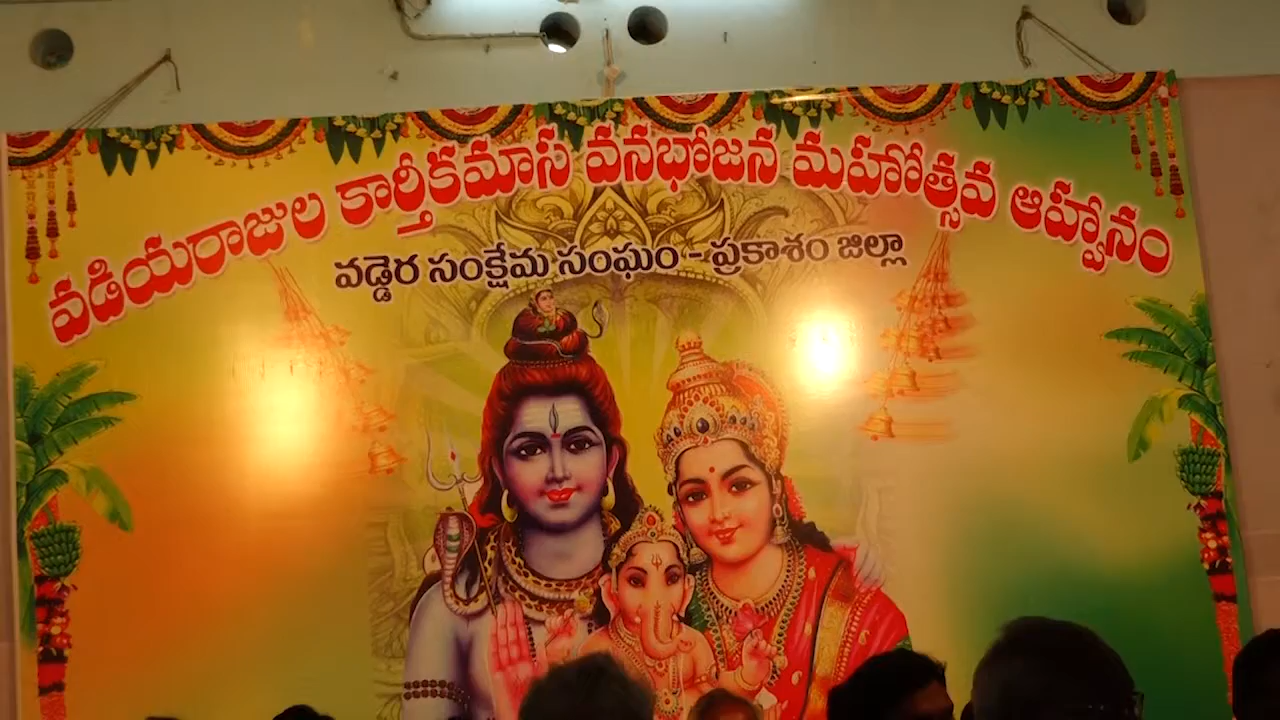 వడియరాజుల కార్తీకమాస వనభోజన మహోత్సవ ఆహ్వానం
వడ్డెర సంక్షేమ సంఘం - ప్రకాశం జిల్లా